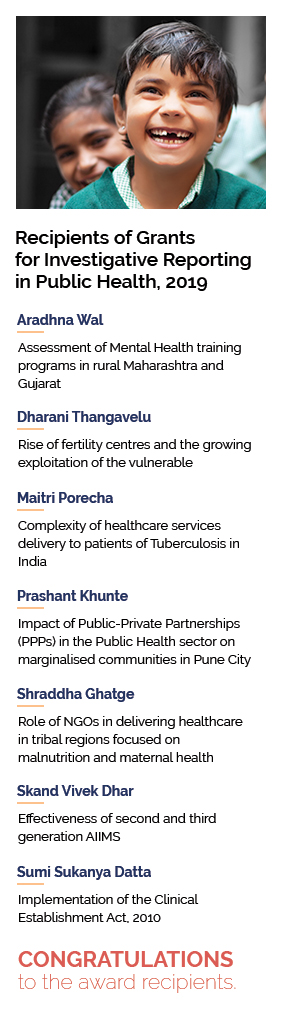 Recipients of Grants
for Investigative Reporting
in Public Health, 2019
Aradhna Wal
Assessment of Mental Health training
programs in rural Maharashtra and
Gujarat
Dharani Thangavelu
Rise of fertility centres and the growing
exploitation of the vulnerable
Maitri Porecha
Complexity of healthcare services
delivery to patients of Tuberculosis in
India
Prashant Khunte
Impact of Public-Private Partnerships
(PPPs) in the Public Health sector on
marginalised communities in Pune City
Shraddha Ghatge
Role of NGOs in delivering healthcare
in tribal regions focused on
malnutrition and maternal health
Skand Vivek Dhar
Effectiveness of second and third
generation AIIMS
Sumi Sukanya Datta
Implementation of the Clinical
Establishment Act, 2010
CONGRATULATIONS
to the award recipients.